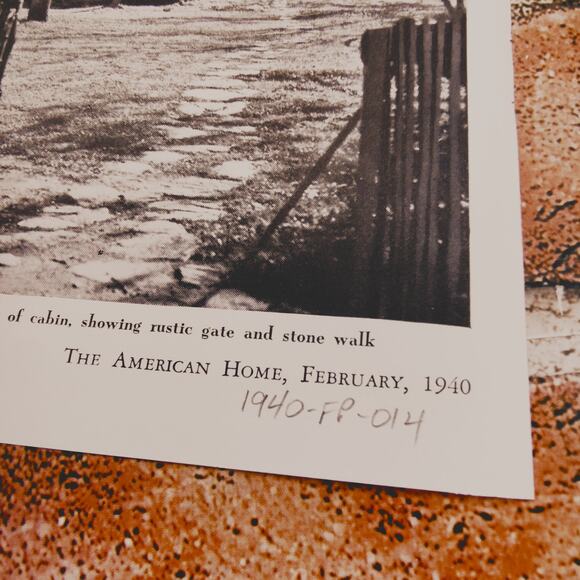 of cabin, showing rustic gate and stone walk
The American Home, February, 1940
1940-FP-014